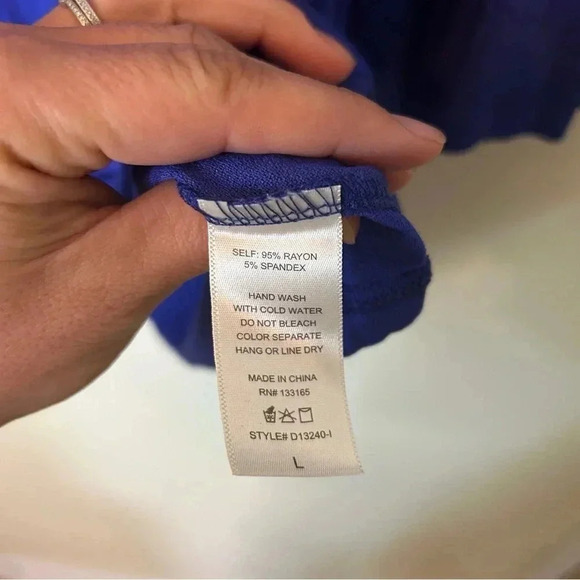 SELF: 95% RAYON
5% SPANDEX
HAND WASH
WITH COLD WATER
DO NOT BLEACH
COLOR SEPARATE.
HANG OR LINE DRY
MADE IN CHINA
RN# 133165
STYLE# D13240-I
L